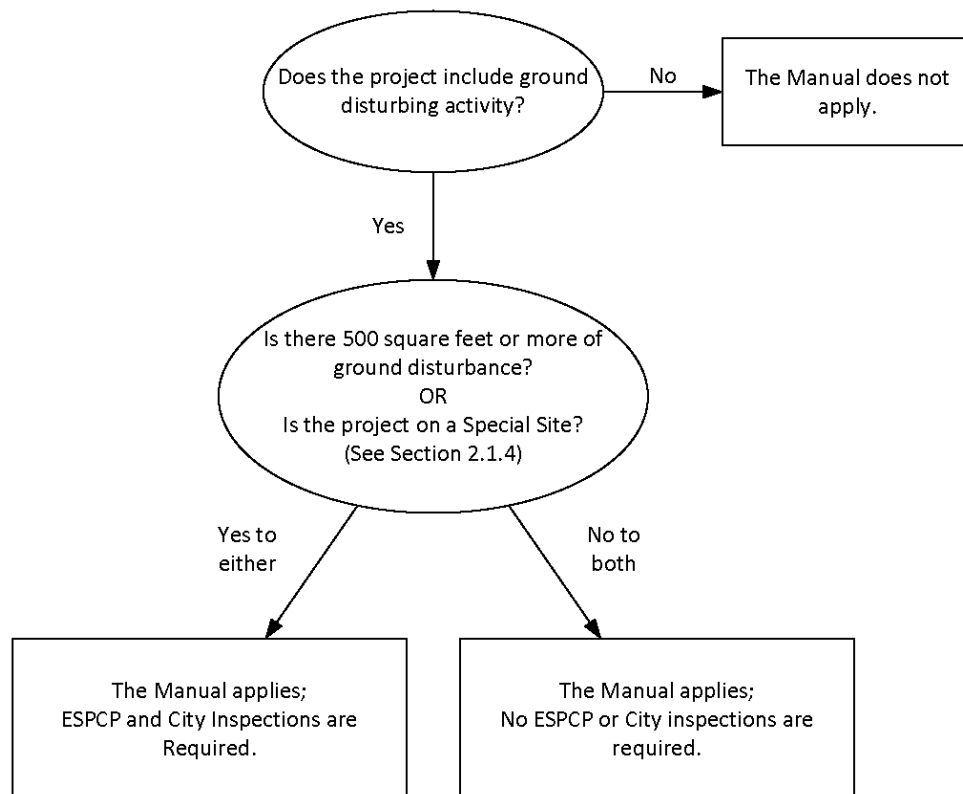 Does the project include ground
disturbing activity?
No
The Manual does not
apply.
Yes
Is there 500 square feet or more of
ground disturbance?
OR
Is the project on a Special Site?
(See Section 2.1.4)
Yes to
either
No to
both
The Manual applies;
ESPCP and City Inspections are
Required.
The Manual applies;
No ESPCP or City inspections are
required.